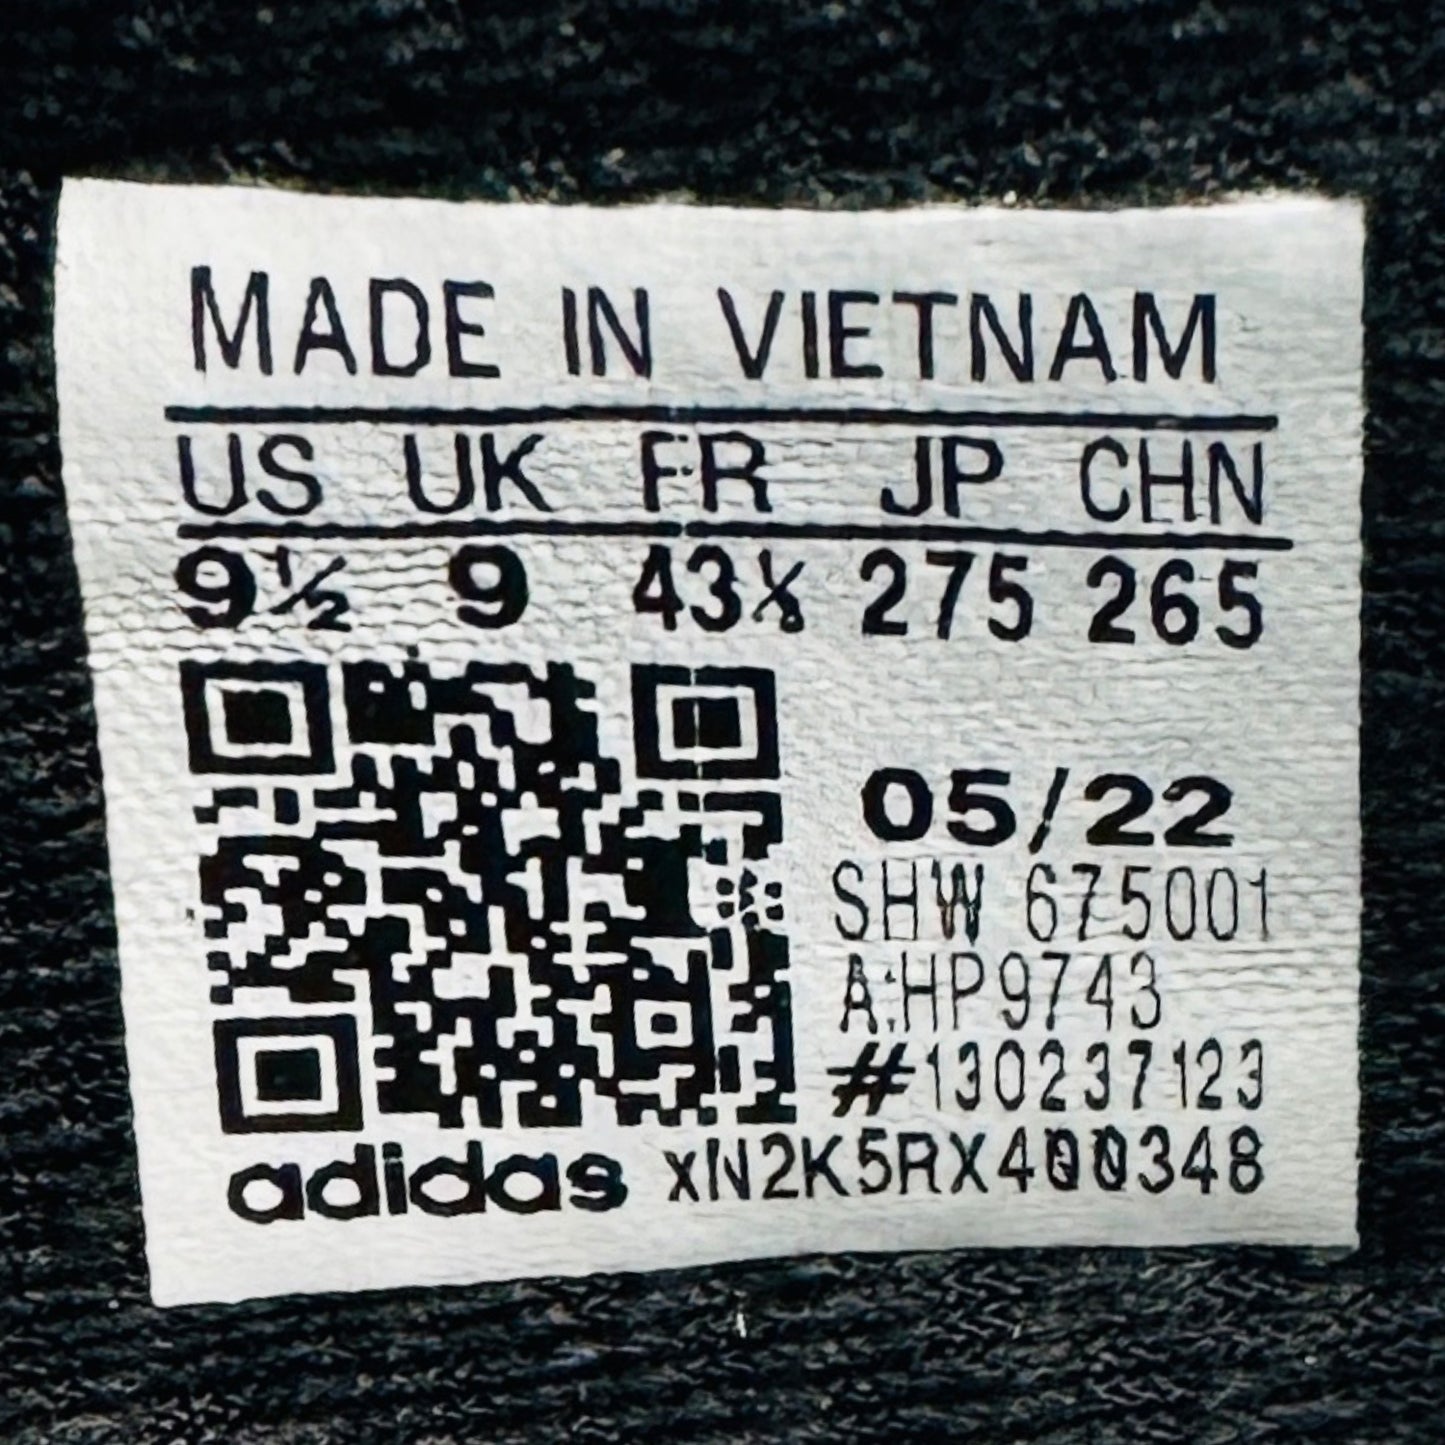 MADE IN VIETNAM
US UK FR JP CHN
9½ 9 43⅓ 275 265
05/22
SHW 675001
A:HP9743
#130237123
adidas XN2K5RX400348